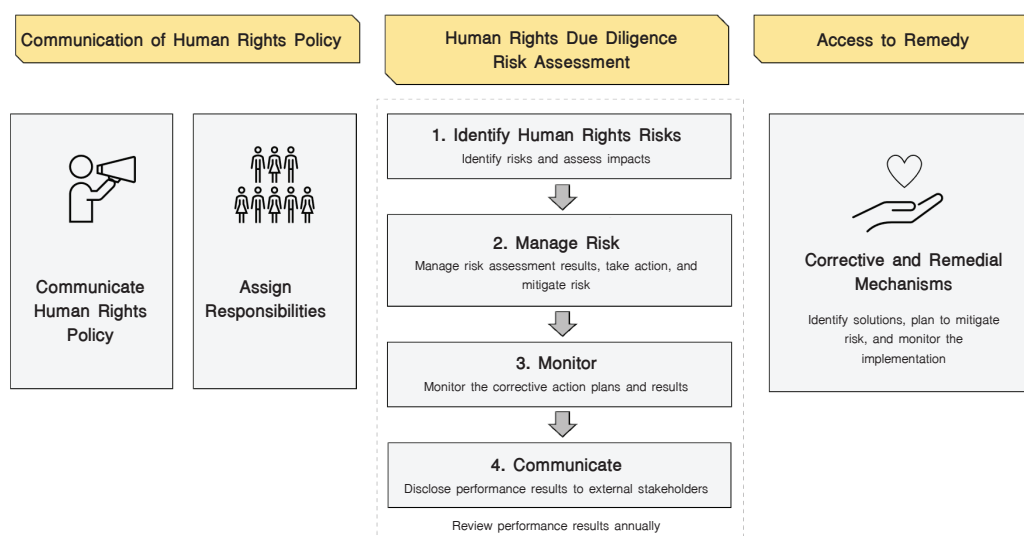 Communication of Human Rights Policy
Communicate
Human Rights
Policy
Assign
Responsibilities
Human Rights Due Diligence
Risk Assessment
1. Identify Human Rights Risks
Identify risks and assess impacts
2. Manage Risk
Manage risk assessment results, take action, and
mitigate risk
3. Monitor
Monitor the corrective action plans and results
4. Communicate
Disclose performance results to external stakeholders
Review performance results annually
Access to Remedy
Corrective and Remedial
Mechanisms
Identify solutions, plan to mitigate
risk, and monitor the
implementation